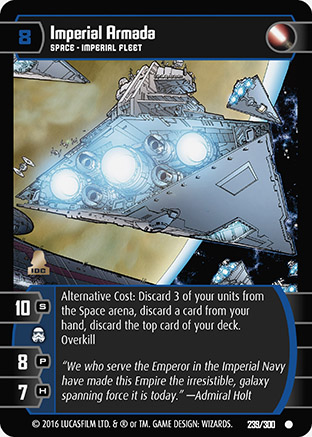 8 Imperial Armada
SPACE - IMPERIAL FLEET
IDC
10 S
8 P
7 H
Alternative Cost: Discard 3 of your units from
the Space arena, discard a card from your
hand, discard the top card of your deck.
Overkill
“We who serve the Emperor in the Imperial Navy
have made this Empire the irresistible, galaxy
spanning force it is today.” —Admiral Holt
© 2016 LUCASFILM LTD. & ® or TM. GAME DESIGN: WIZARDS. 239/300